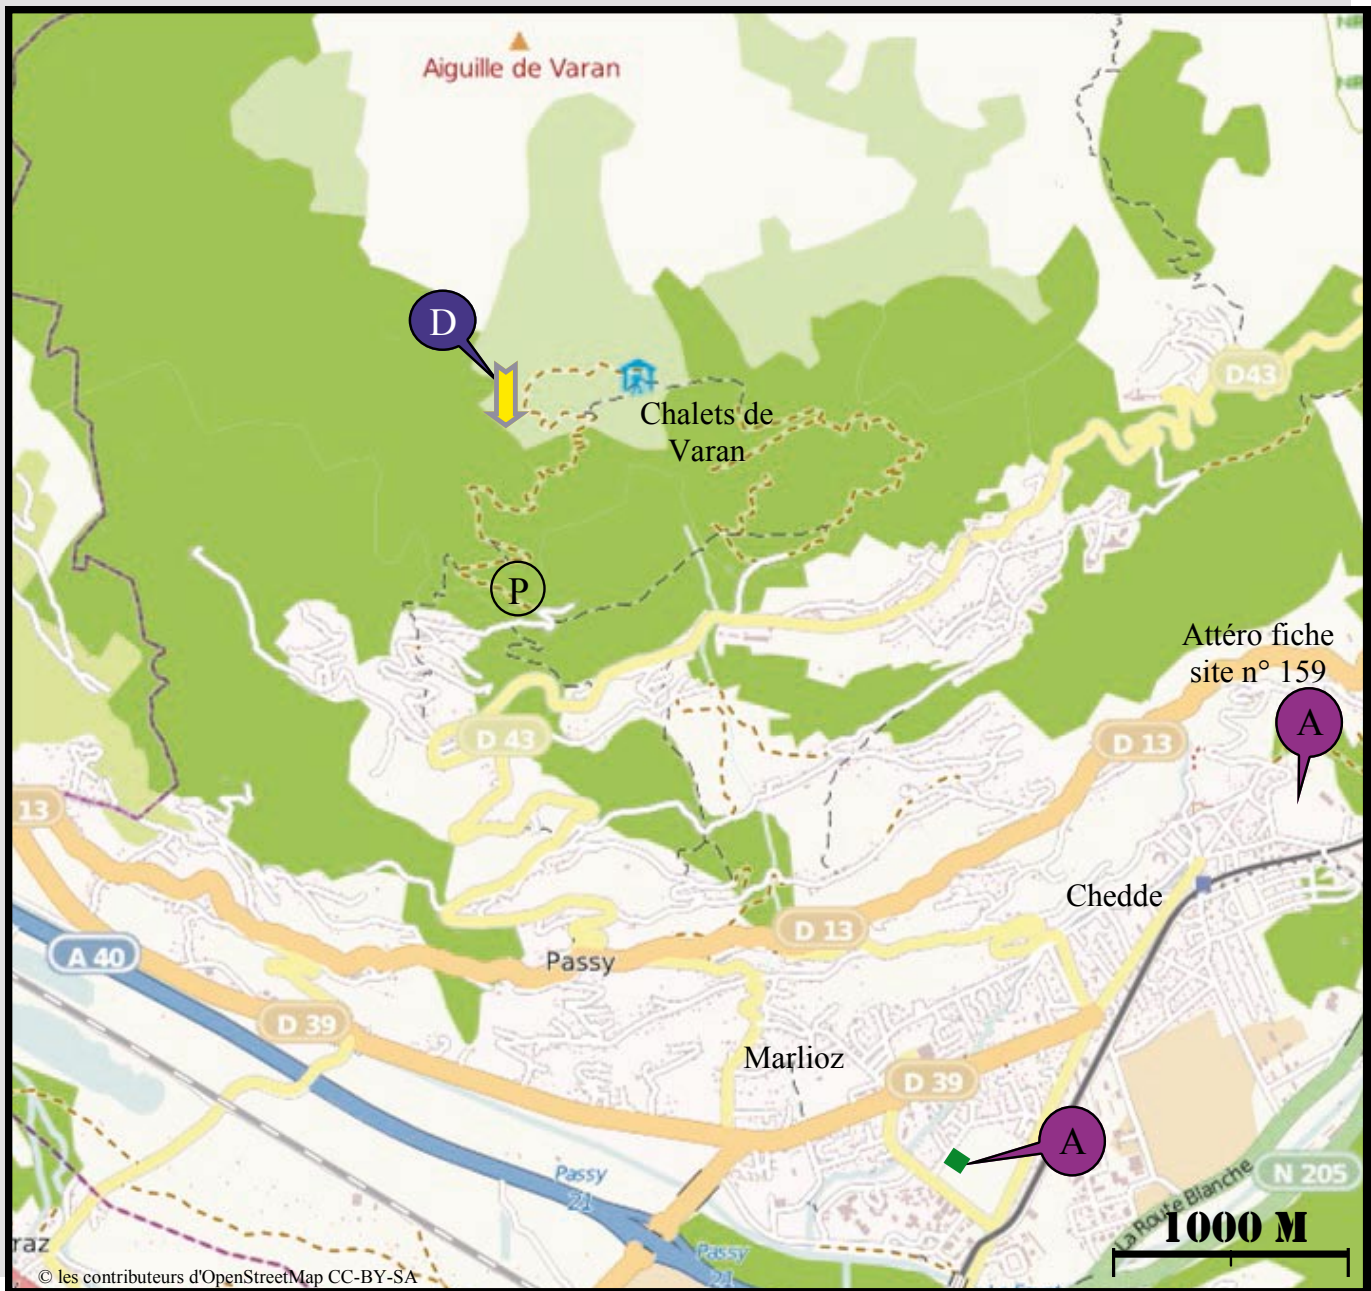 Aiguille de Varan
D
D43
Chalets de
Varan
P
Attéro fiche
site n° 159
A
D 43
D 13
13
Chedde
D 13
A 40
Passy
D 39
Marlioz
D 39
A
Passy
21
N 205
La Route Blanche
1000 M
raz
Passy
21
© les contributeurs d'OpenStreetMap CC-BY-SA